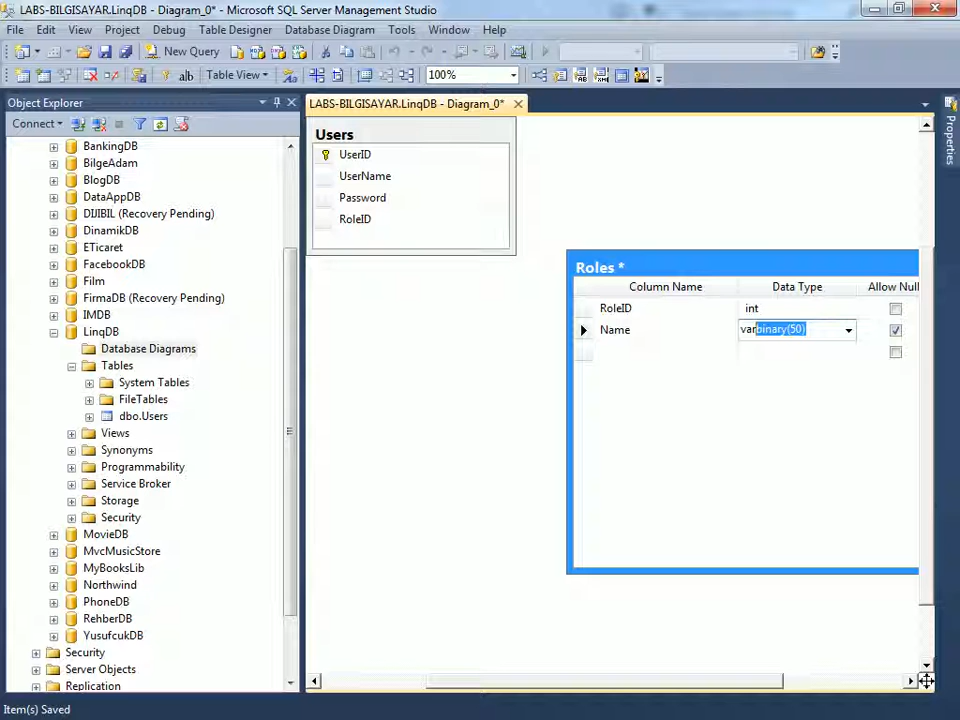 LABS-BILGISAYAR.LinqDB - Diagram_0* - Microsoft SQL Server Management Studio
File Edit View Project Debug Table Designer Database Diagram Tools Window Help
New Query
Table View 100%
Object Explorer
LABS-BILGISAYAR.LinqDB - Diagram_0*
Properties
Connect
BankingDB
BilgeAdam
BlogDB
DataAppDB
DIJIBIL (Recovery Pending)
DinamikDB
ETicaret
FacebookDB
Film
FirmaDB (Recovery Pending)
IMDB
LinqDB
Database Diagrams
Tables
System Tables
FileTables
dbo.Users
Views
Synonyms
Programmability
Service Broker
Storage
Security
MovieDB
MvcMusicStore
MyBooksLib
Northwind
PhoneDB
RehberDB
YusufcukDB
Security
Server Objects
Replication
Users
UserID
UserName
Password
RoleID
Roles *
Column Name Data Type Allow Null
RoleID int
Name varbinary(50)
Item(s) Saved